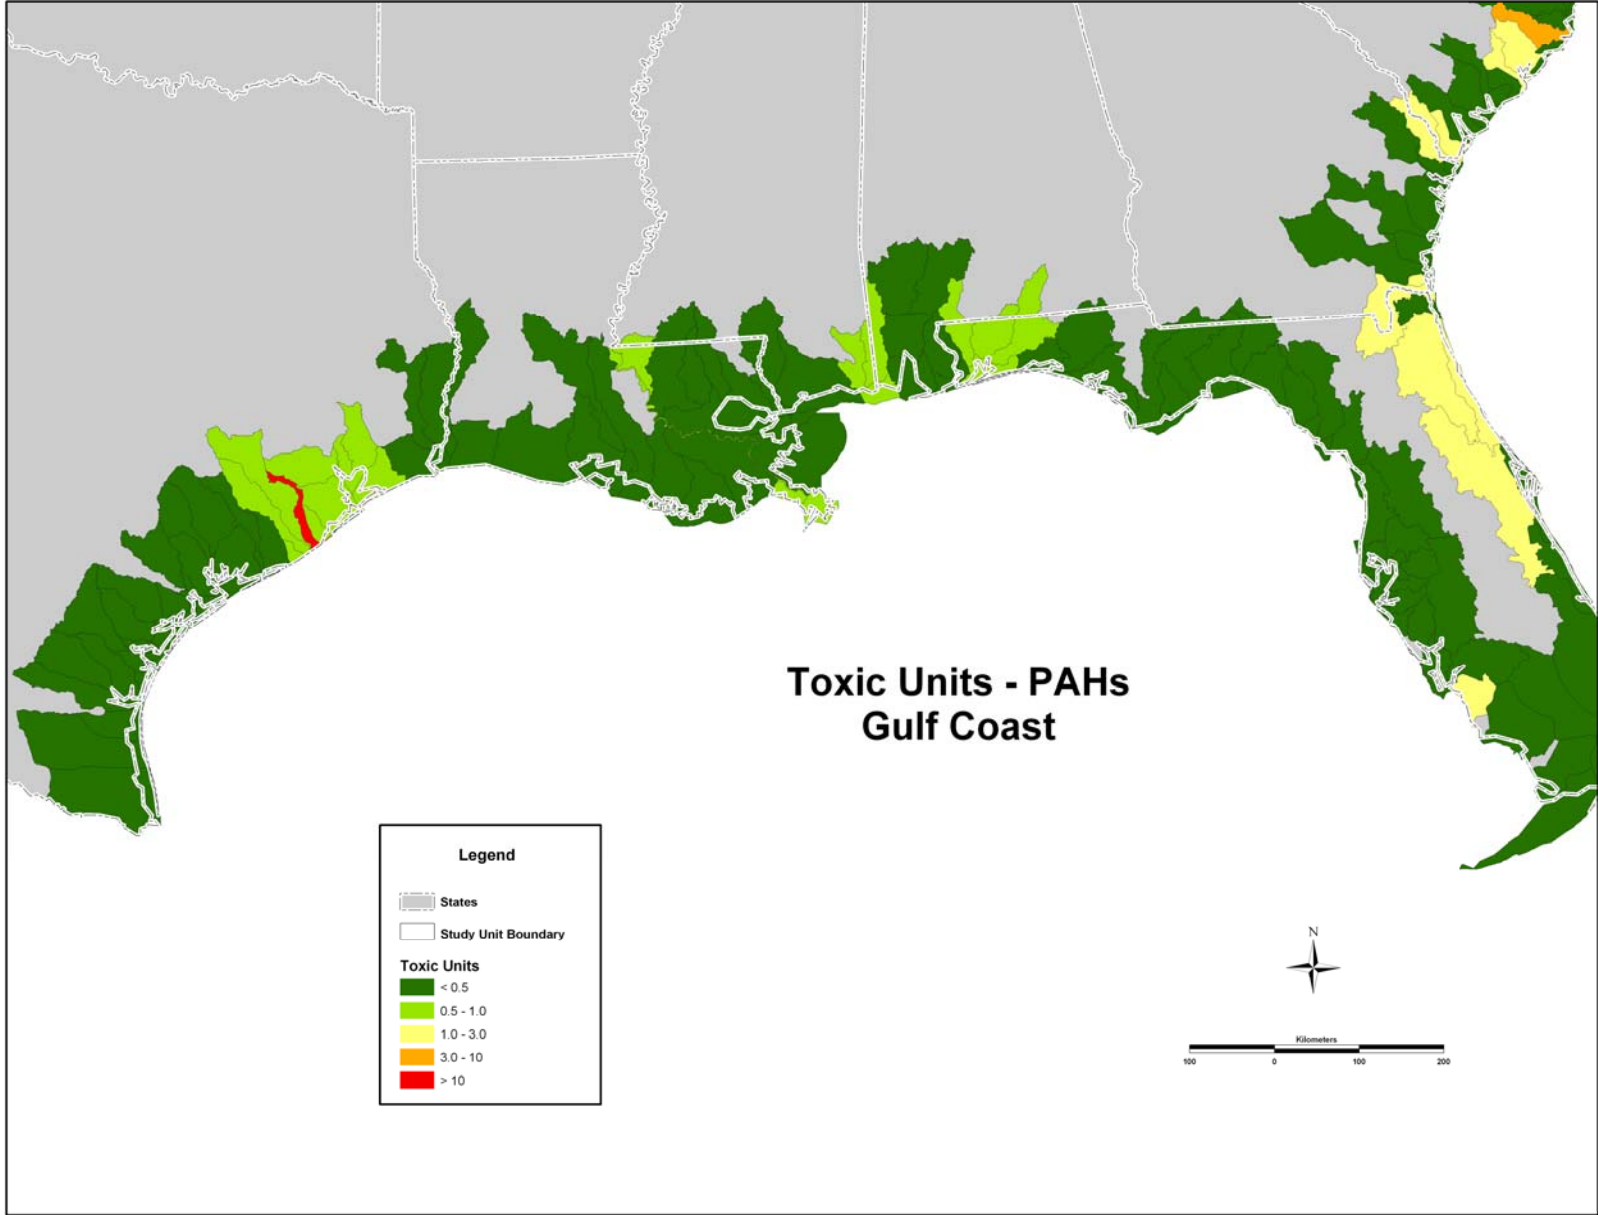 Toxic Units - PAHs
Gulf Coast
Legend
States
Study Unit Boundary
Toxic Units
< 0.5
0.5 - 1.0
1.0 - 3.0
3.0 - 10
> 10
N
Kilometers
100 0 100 200